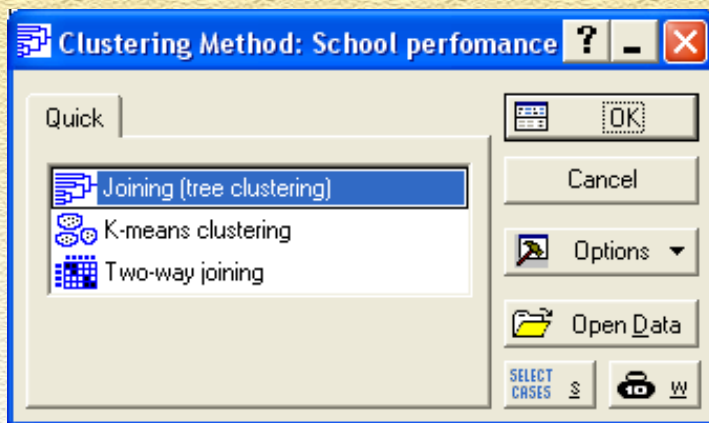 Clustering Method: School perfomance ?
Quick
Joining (tree clustering)
K-means clustering
Two-way joining
OK
Cancel
Options
Open Data
SELECT CASES S
W